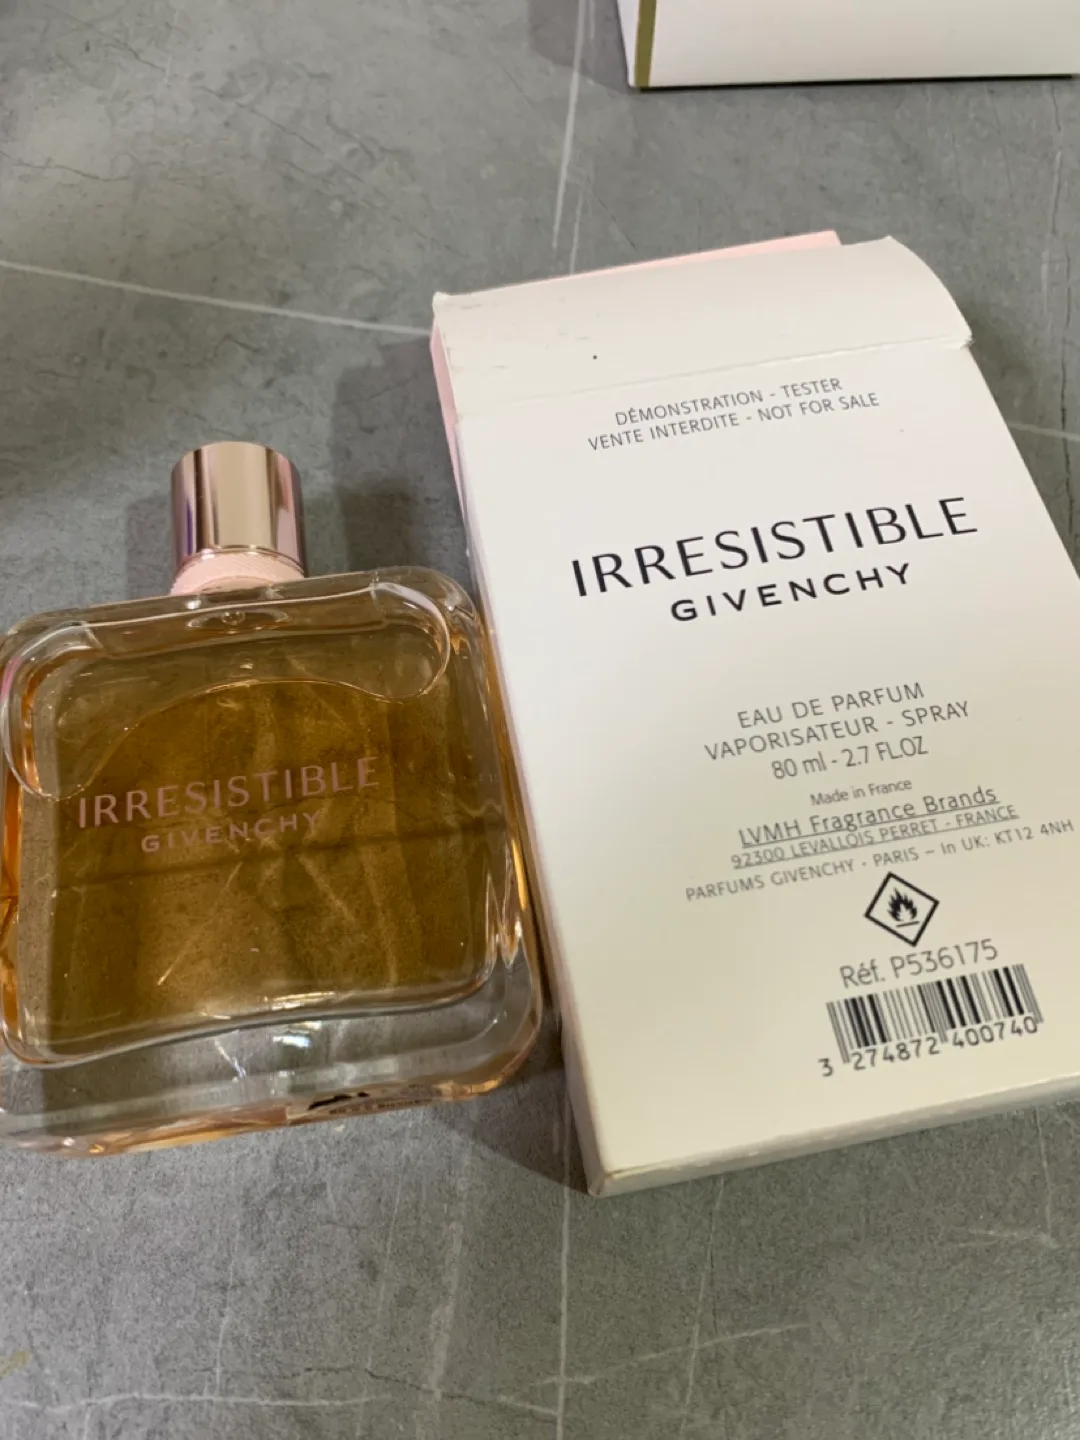 IRRESISTIBLE
GIVENCHY
DÉMONSTRATION - TESTER
VENTE INTERDITE - NOT FOR SALE
IRRESISTIBLE
GIVENCHY
EAU DE PARFUM
VAPORISATEUR - SPRAY
80 ml - 2.7 FL.OZ
Made in France
LVMH Fragrance Brands
92300 LEVALLOIS PERRET - FRANCE
PARFUMS GIVENCHY · PARIS – In UK: KT12 4NH
Réf. P536175
3 274872 400740